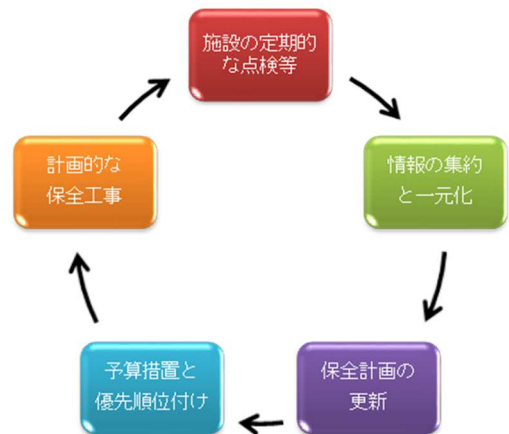 施設の定期的
な点検等
情報の集約
と一元化
保全計画の
更新
予算措置と
優先順位付け
計画的な
保全工事